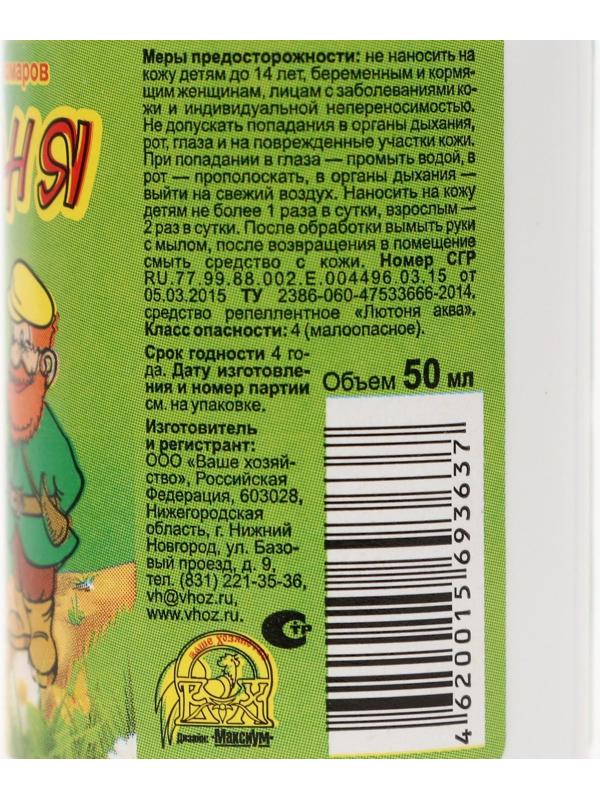 Меры предосторожности: не наносить на
кожу детям до 14 лет, беременным и кормя-
щим женщинам, лицам с заболеваниями ко-
жи и индивидуальной непереносимостью.
Не допускать попадания в органы дыхания,
рот, глаза и на поврежденные участки кожи.
При попадании в глаза — промыть водой, в
рот — прополоскать, в органы дыхания —
выйти на свежий воздух. Наносить на кожу
детям не более 1 раза в сутки, взрослым —
2 раз в сутки. После обработки вымыть руки
с мылом, после возвращения в помещение
смыть средство с кожи. Номер СГР
RU.77.99.88.002.Е.004496.03.15 от
05.03.2015 ТУ 2386-060-47533666-2014,
средство репеллентное «Лютоня аква».
Класс опасности: 4 (малоопасное).
Срок годности 4 го-
да. Дату изготовле-
ния и номер партии
см. на упаковке.
Объем 50 мл
Изготовитель
и регистрант:
ООО «Ваше хозяй-
ство», Российская
Федерация, 603028,
Нижегородская
область, г. Нижний
Новгород, ул. Базо-
вый проезд, д. 9,
тел. (831) 221-35-36,
vh@vhoz.ru,
www.vhoz.ru.
СТР
ВАШЕ ХОЗЯЙСТВО
ВХ
Дизайн: «Максиум»
4 620015 693637
омаров
НЯ